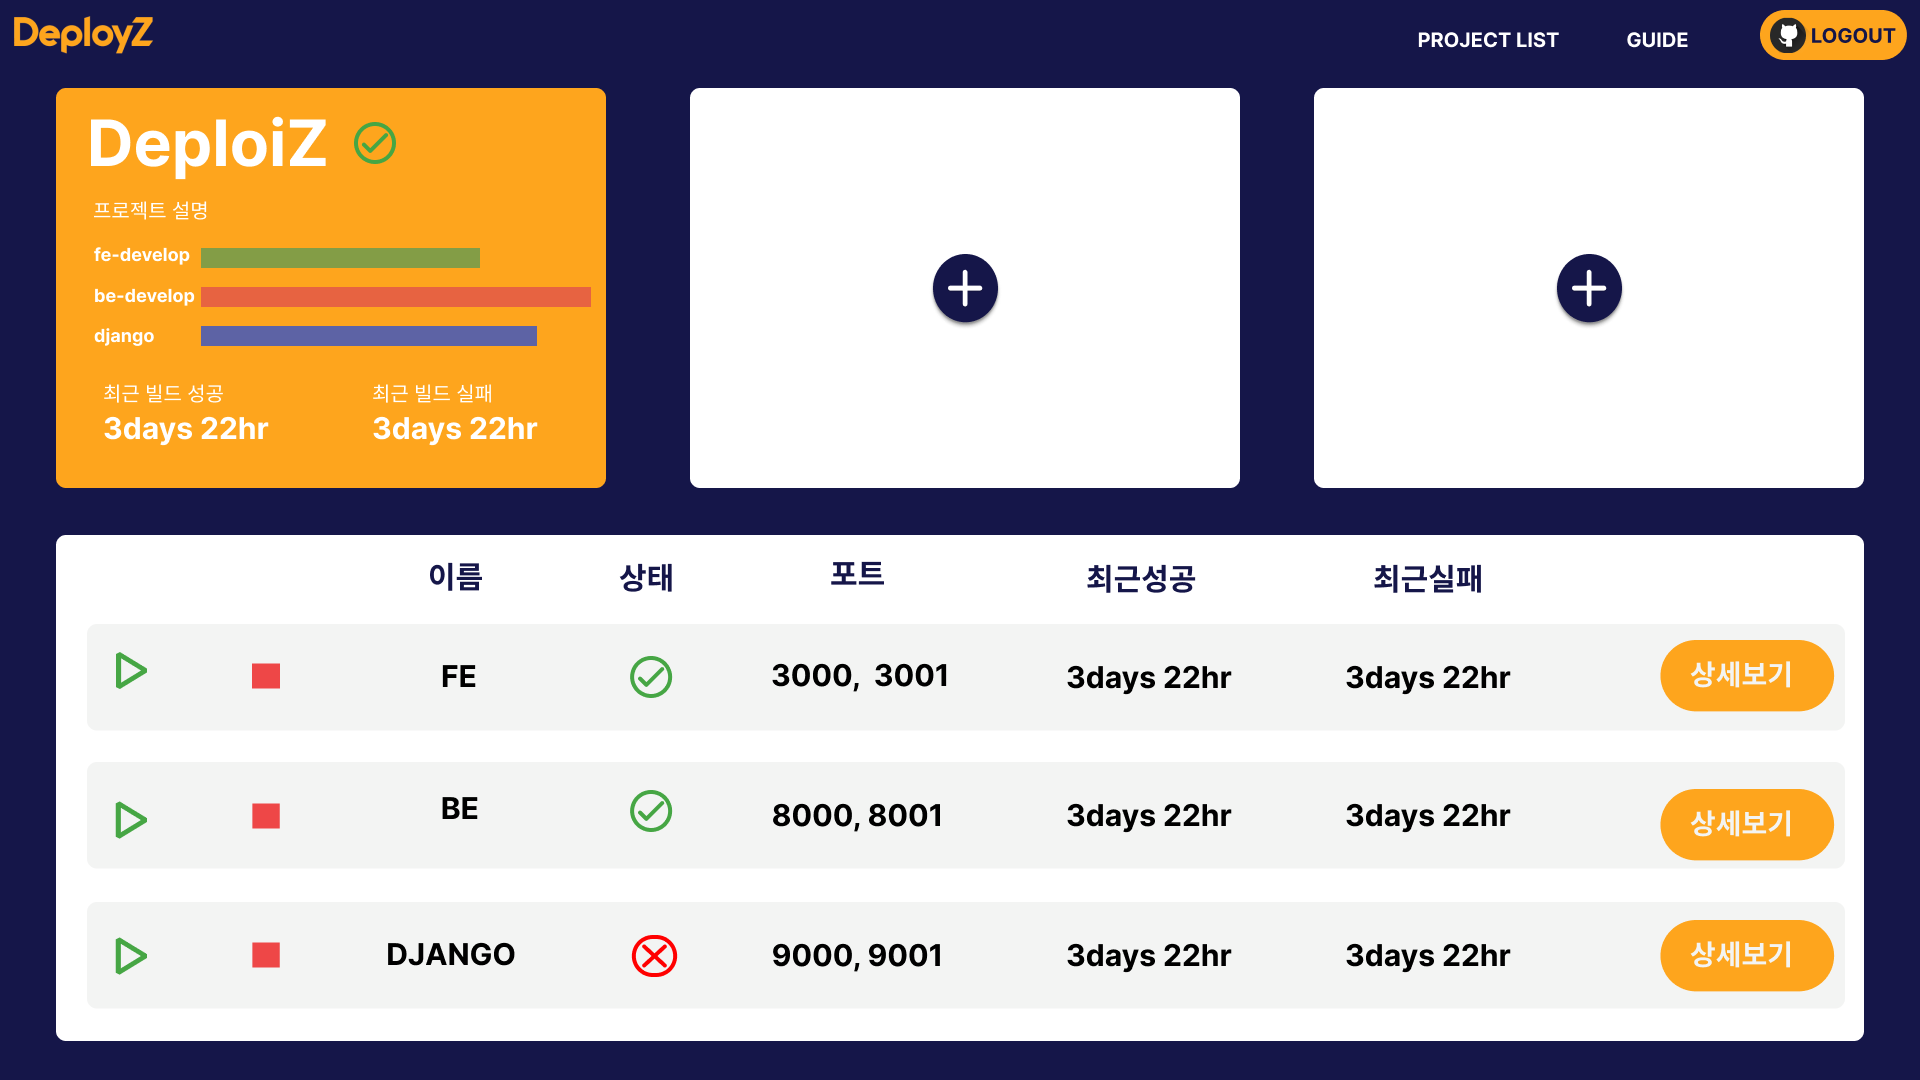 DeployZ
PROJECT LIST
GUIDE
LOGOUT
DeploiZ
프로젝트 설명
fe-develop
be-develop
django
최근 빌드 성공
최근 빌드 실패
3days 22hr
3days 22hr
이름
상태
포트
최근성공
최근실패
FE
3000, 3001
3days 22hr
3days 22hr
상세보기
BE
8000, 8001
3days 22hr
3days 22hr
상세보기
DJANGO
9000, 9001
3days 22hr
3days 22hr
상세보기